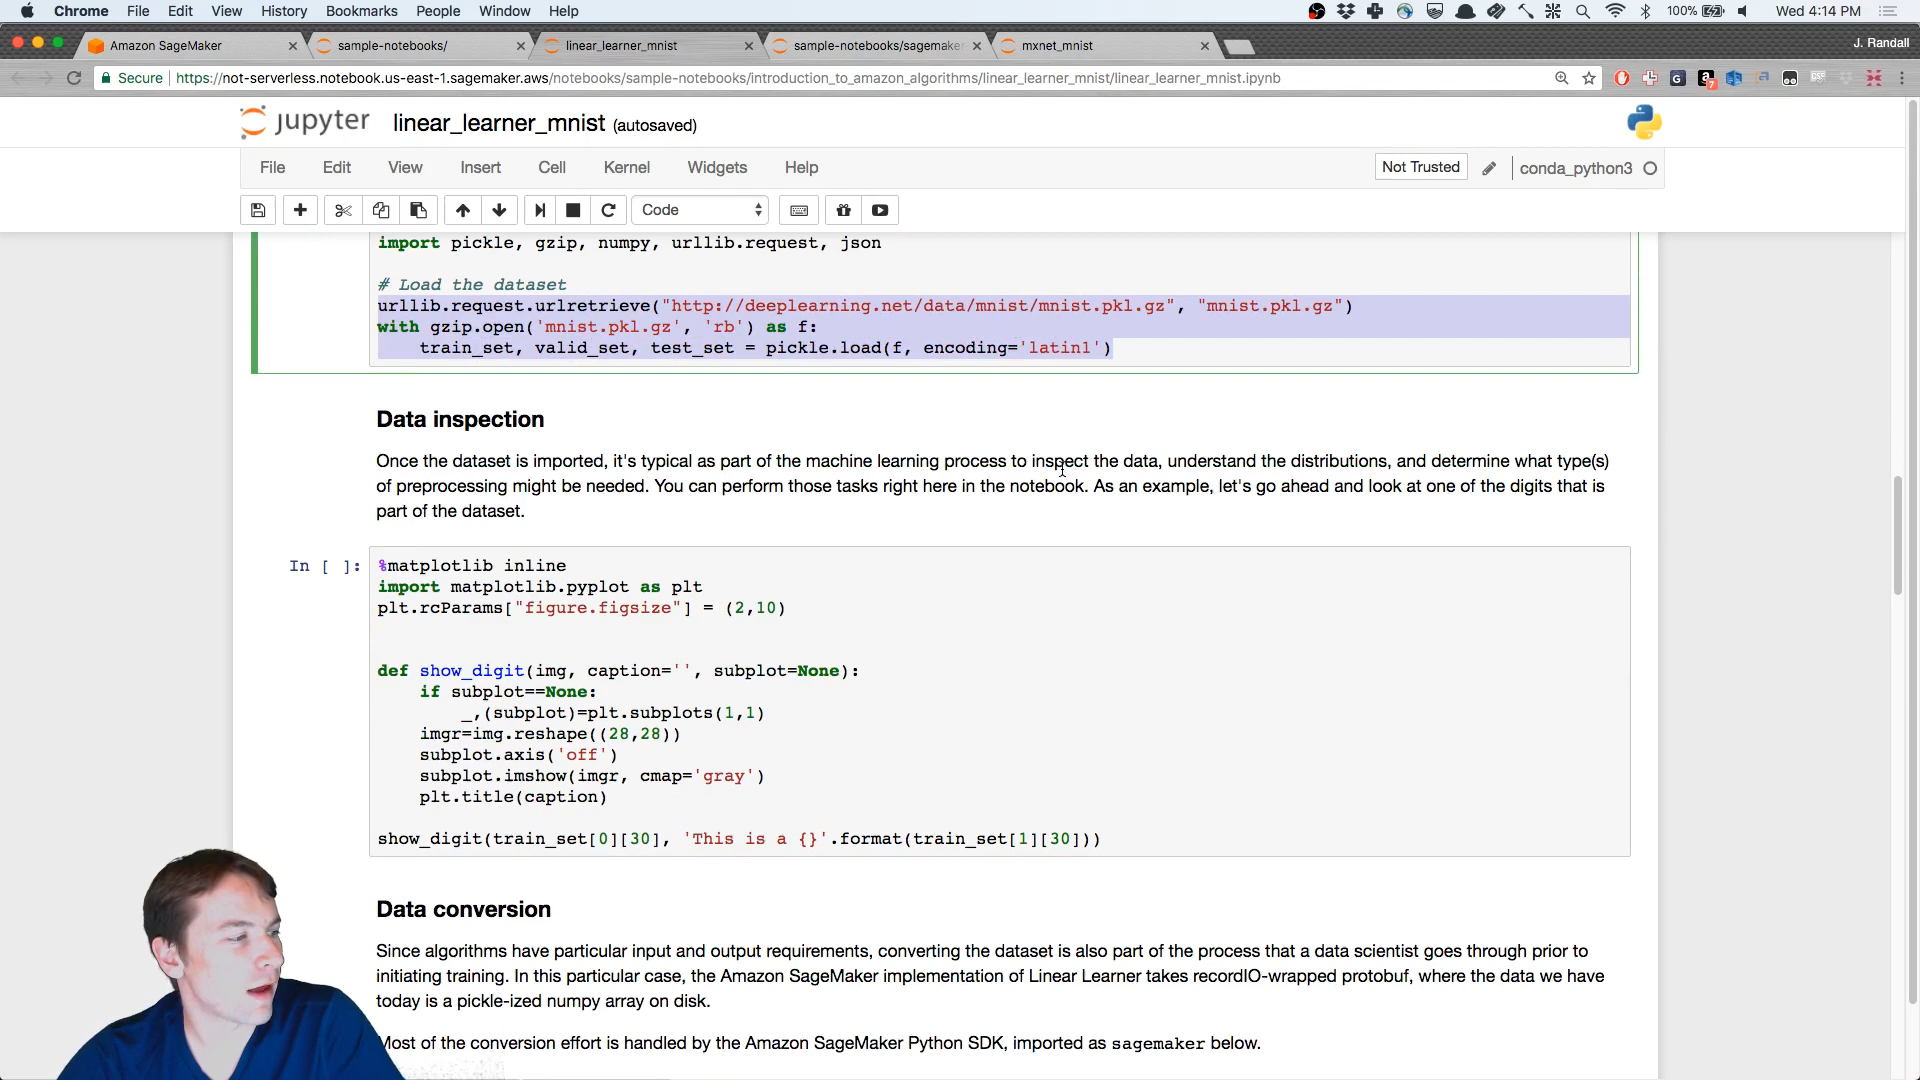 Chrome File Edit View History Bookmarks People Window Help 100% Wed 4:14 PM
Amazon SageMaker sample-notebooks/ linear_learner_mnist sample-notebooks/sagemaker mxnet_mnist J. Randall
Secure https://not-serverless.notebook.us-east-1.sagemaker.aws/notebooks/sample-notebooks/introduction_to_amazon_algorithms/linear_learner_mnist/linear_learner_mnist.ipynb
jupyter linear_learner_mnist (autosaved)
File Edit View Insert Cell Kernel Widgets Help Not Trusted conda_python3
Code
import pickle, gzip, numpy, urllib.request, json
# Load the dataset
urllib.request.urlretrieve("http://deeplearning.net/data/mnist/mnist.pkl.gz", "mnist.pkl.gz")
with gzip.open('mnist.pkl.gz', 'rb') as f:
train_set, valid_set, test_set = pickle.load(f, encoding='latin1')
Data inspection
Once the dataset is imported, it's typical as part of the machine learning process to inspect the data, understand the distributions, and determine what type(s)
of preprocessing might be needed. You can perform those tasks right here in the notebook. As an example, let's go ahead and look at one of the digits that is
part of the dataset.
In [ ]: %matplotlib inline
import matplotlib.pyplot as plt
plt.rcParams["figure.figsize"] = (2,10)
def show_digit(img, caption='', subplot=None):
if subplot==None:
_,(subplot)=plt.subplots(1,1)
imgr=img.reshape((28,28))
subplot.axis('off')
subplot.imshow(imgr, cmap='gray')
plt.title(caption)
show_digit(train_set[0][30], 'This is a {}'.format(train_set[1][30]))
Data conversion
Since algorithms have particular input and output requirements, converting the dataset is also part of the process that a data scientist goes through prior to
initiating training. In this particular case, the Amazon SageMaker implementation of Linear Learner takes recordIO-wrapped protobuf, where the data we have
today is a pickle-ized numpy array on disk.
Most of the conversion effort is handled by the Amazon SageMaker Python SDK, imported as sagemaker below.